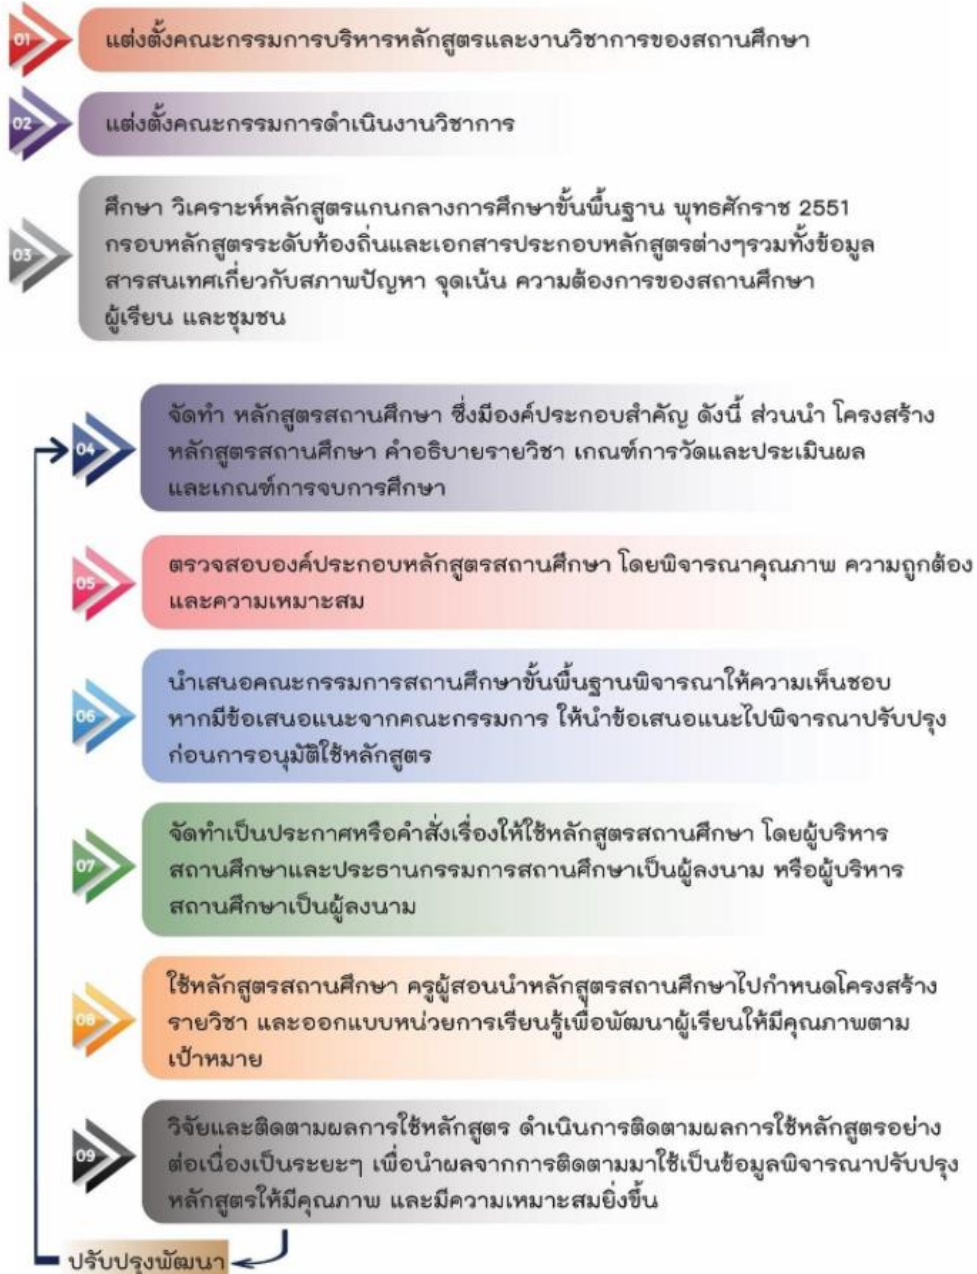 01
แต่งตั้งคณะกรรมการบริหารหลักสูตรและงานวิชาการของสถานศึกษา
02
แต่งตั้งคณะกรรมการดำเนินงานวิชาการ
03
ศึกษา วิเคราะห์หลักสูตรแกนกลางการศึกษาขั้นพื้นฐาน พุทธศักราช 2551
กรอบหลักสูตรระดับท้องถิ่นและเอกสารประกอบหลักสูตรต่างๆรวมทั้งข้อมูล
สารสนเทศเกี่ยวกับสภาพปัญหา จุดเน้น ความต้องการของสถานศึกษา
ผู้เรียน และชุมชน
04
จัดทำ หลักสูตรสถานศึกษา ซึ่งมีองค์ประกอบสำคัญ ดังนี้ ส่วนนำ โครงสร้าง
หลักสูตรสถานศึกษา คำอธิบายรายวิชา เกณฑ์การวัดและประเมินผล
และเกณฑ์การจบการศึกษา
05
ตรวจสอบองค์ประกอบหลักสูตรสถานศึกษา โดยพิจารณาคุณภาพ ความถูกต้อง
และความเหมาะสม
06
นำเสนอคณะกรรมการสถานศึกษาขั้นพื้นฐานพิจารณาให้ความเห็นชอบ
หากมีข้อเสนอแนะจากคณะกรรมการ ให้นำข้อเสนอแนะไปพิจารณาปรับปรุง
ก่อนการอนุมัติใช้หลักสูตร
07
จัดทำเป็นประกาศหรือคำสั่งเรื่องให้ใช้หลักสูตรสถานศึกษา โดยผู้บริหาร
สถานศึกษาและประธานกรรมการสถานศึกษาเป็นผู้ลงนาม หรือผู้บริหาร
สถานศึกษาเป็นผู้ลงนาม
08
ใช้หลักสูตรสถานศึกษา ครูผู้สอนนำหลักสูตรสถานศึกษาไปกำหนดโครงสร้าง
รายวิชา และออกแบบหน่วยการเรียนรู้เพื่อพัฒนาผู้เรียนให้มีคุณภาพตาม
เป้าหมาย
09
วิจัยและติดตามผลการใช้หลักสูตร ดำเนินการติดตามผลการใช้หลักสูตรอย่าง
ต่อเนื่องเป็นระยะๆ เพื่อนำผลจากการติดตามมาใช้เป็นข้อมูลพิจารณาปรับปรุง
หลักสูตรให้มีคุณภาพ และมีความเหมาะสมยิ่งขึ้น
ปรับปรุงพัฒนา